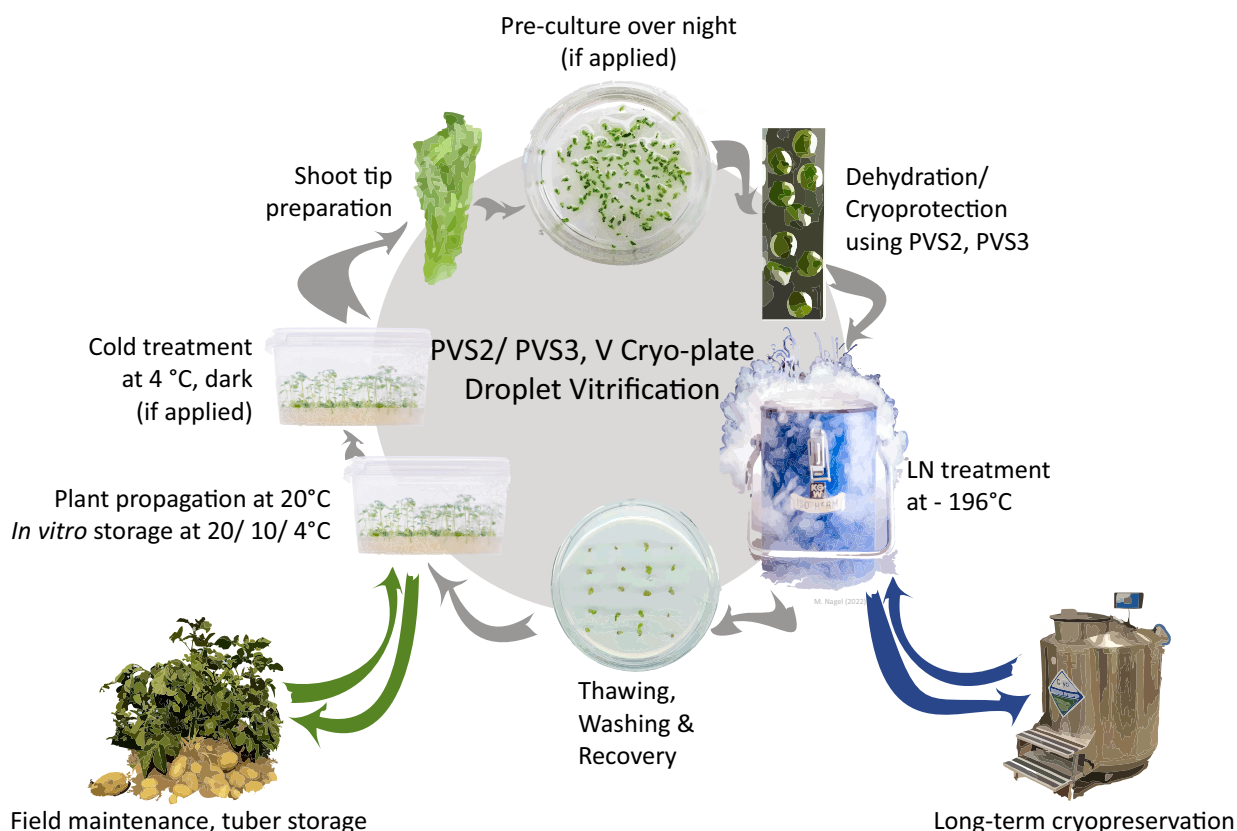 Pre-culture over night
(if applied)
Shoot tip
preparation
Dehydration/
Cryoprotection
using PVS2, PVS3
Cold treatment
at 4 °C, dark
(if applied)
PVS2/ PVS3, V Cryo-plate
Droplet Vitrification
LN treatment
at - 196°C
Plant propagation at 20°C
In vitro storage at 20/ 10/ 4°C
KGW
M. Nagel (2022)
Thawing,
Washing &
Recovery
Field maintenance, tuber storage
Long-term cryopreservation